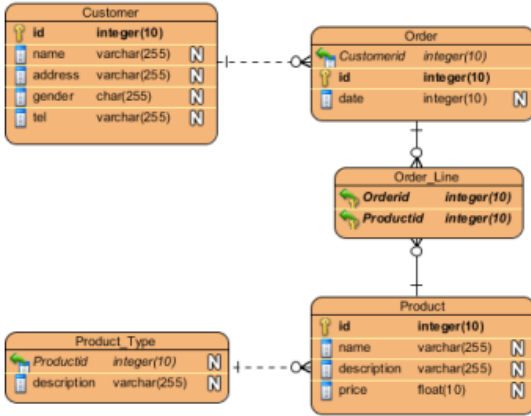 Customer
id integer(10)
name varchar(255) N
address varchar(255) N
gender char(255) N
tel varchar(255) N
Order
Customerid integer(10)
id integer(10)
date integer(10) N
Order_Line
Orderid integer(10)
Productid integer(10)
Product
id integer(10)
name varchar(255) N
description varchar(255) N
price float(10) N
Product_Type
Productid integer(10) N
description varchar(255) N